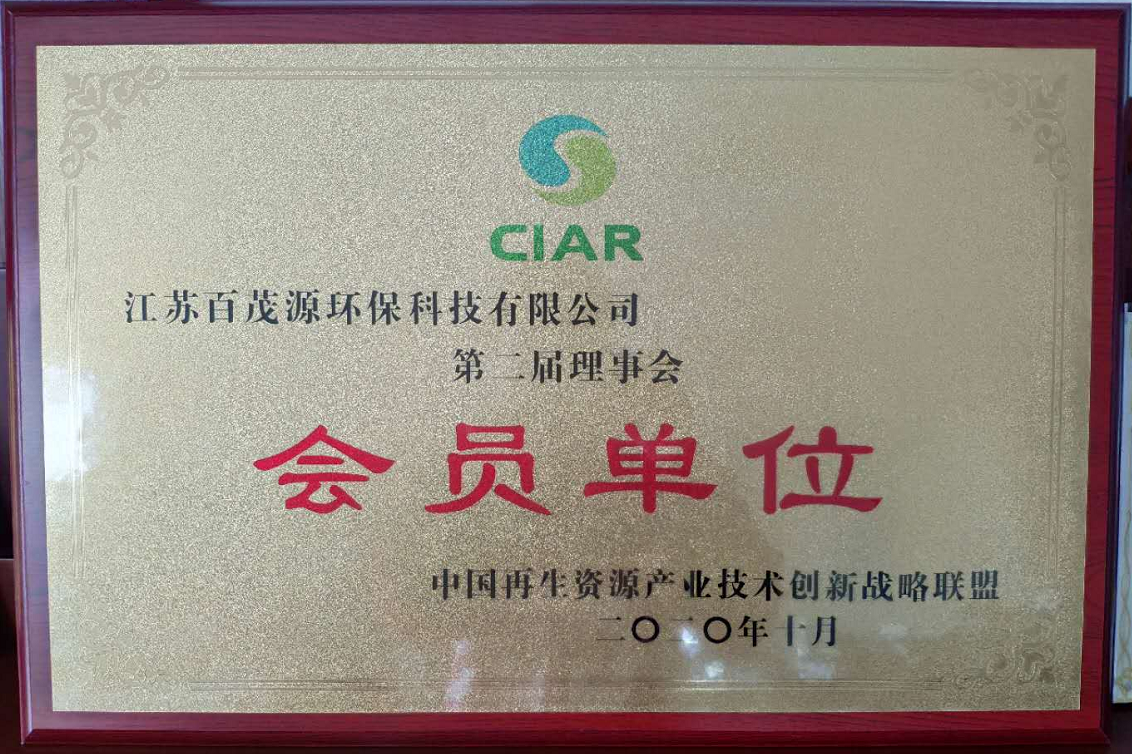 CIAR
江苏百茂源环保科技有限公司
第二届理事会
会员单位
中国再生资源产业技术创新战略联盟
二〇二〇年十月